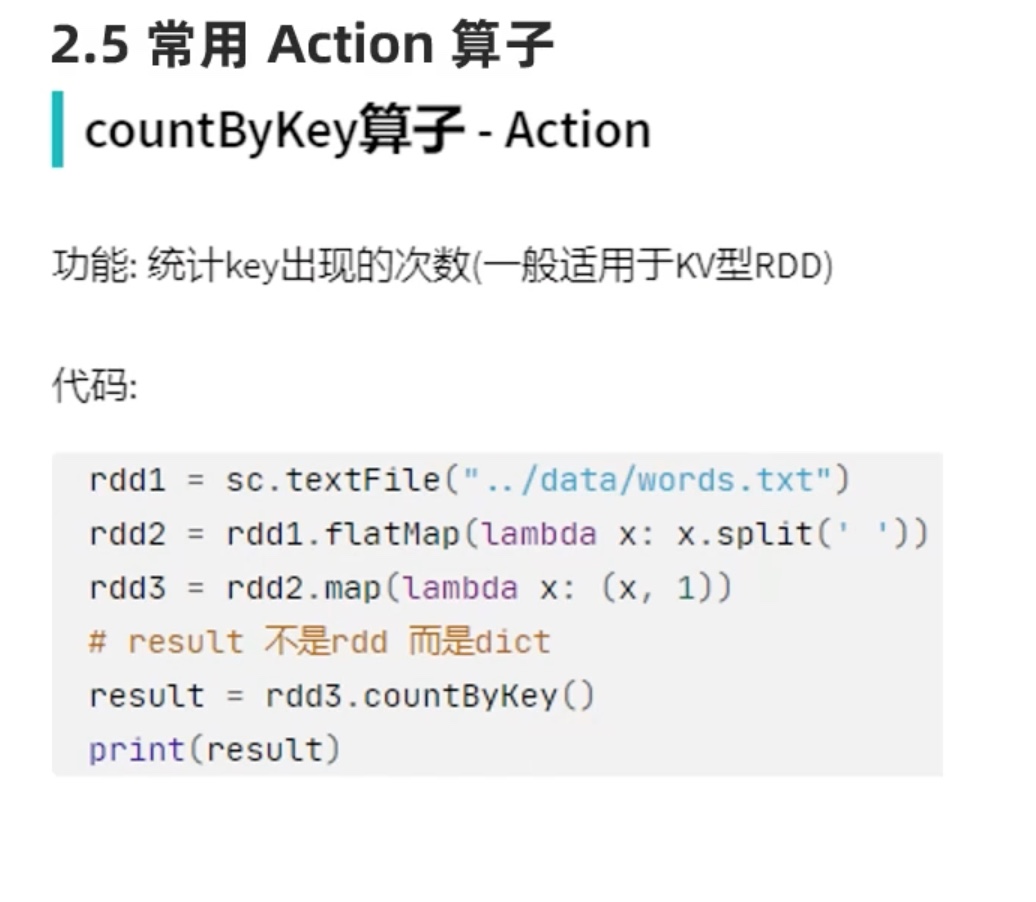 2.5 常用 Action 算子
countByKey算子 - Action
功能: 统计key出现的次数(一般适用于KV型RDD)
代码:
rdd1 = sc.textFile("../data/words.txt")
rdd2 = rdd1.flatMap(lambda x: x.split(' '))
rdd3 = rdd2.map(lambda x: (x, 1))
# result 不是rdd 而是dict
result = rdd3.countByKey()
print(result)